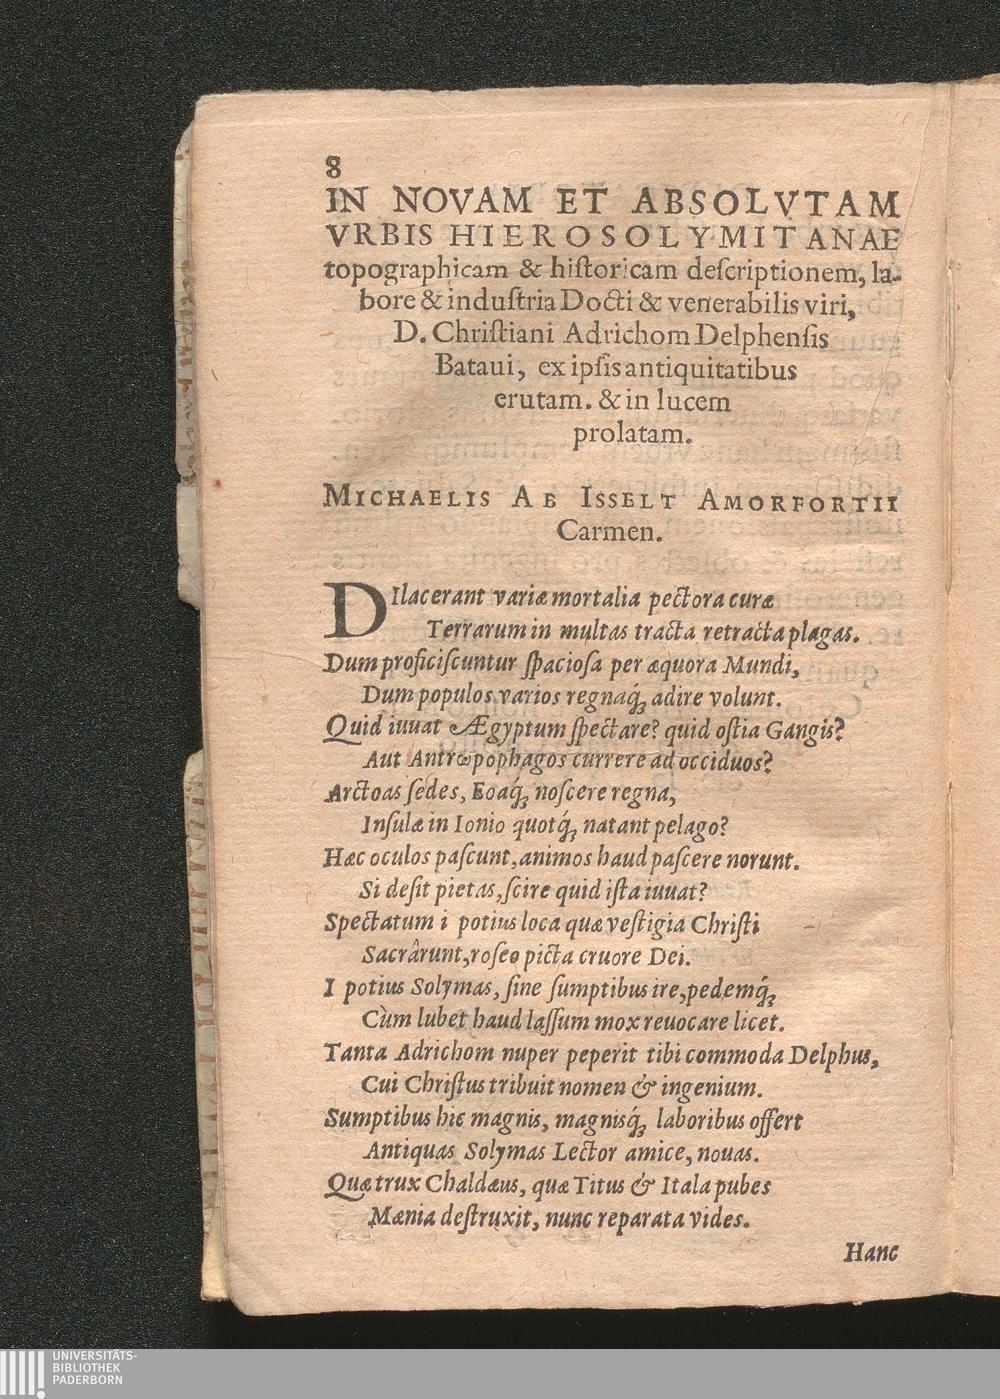 8
IN NOVAM ET ABSOLVTAM
VRBIS HIEROSOLYMITANAE
topographicam & historicam descriptionem, la-
bore & industria Docti & venerabilis viri,
D. Christiani Adrichom Delphensis
Bataui, ex ipsis antiquitatibus
erutam. & in lucem
prolatam.
MICHAELIS AB ISSELT AMORFORTII
Carmen.
DIlacerant variæ mortalia pectora curæ
Terrarum in multas tracta retracta plagas.
Dum proficiscuntur spaciosa per æquora Mundi,
Dum populos varios regnaq́; adire volunt.
Quid iuuat Ægyptum spectare? quid ostia Gangis?
Aut Antrωpophagos currere ad occiduos?
Arctoas sedes, Eoaq́; noscere regna,
Insulæ in Ionio quotq́; natant pelago?
Hæc oculos pascunt, animos haud pascere norunt.
Si desit pietas, scire quid ista iuuat?
Spectatum i potius loca quæ vestigia Christi
Sacrârunt, roseo picta cruore Dei.
I potius Solymas, sine sumptibus ire, pedemq́;
Cùm lubet haud lassum mox reuocare licet.
Tanta Adrichom nuper peperit tibi commoda Delphus,
Cui Christus tribuit nomen & ingenium.
Sumptibus hic magnis, magnisq́; laboribus offert
Antiquas Solymas Lector amice, nouas.
Quæ trux Chaldæus, quæ Titus & Itala pubes
Mænia destruxit, nunc reparata vides.
Hanc
UNIVERSITÄTS-
BIBLIOTHEK
PADERBORN